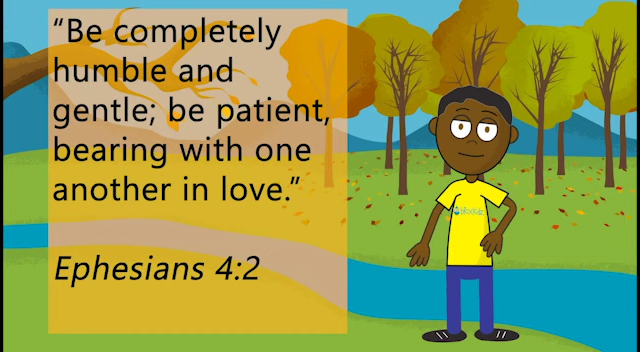 “Be completely
humble and
gentle; be patient,
bearing with one
another in love.”
Ephesians 4:2